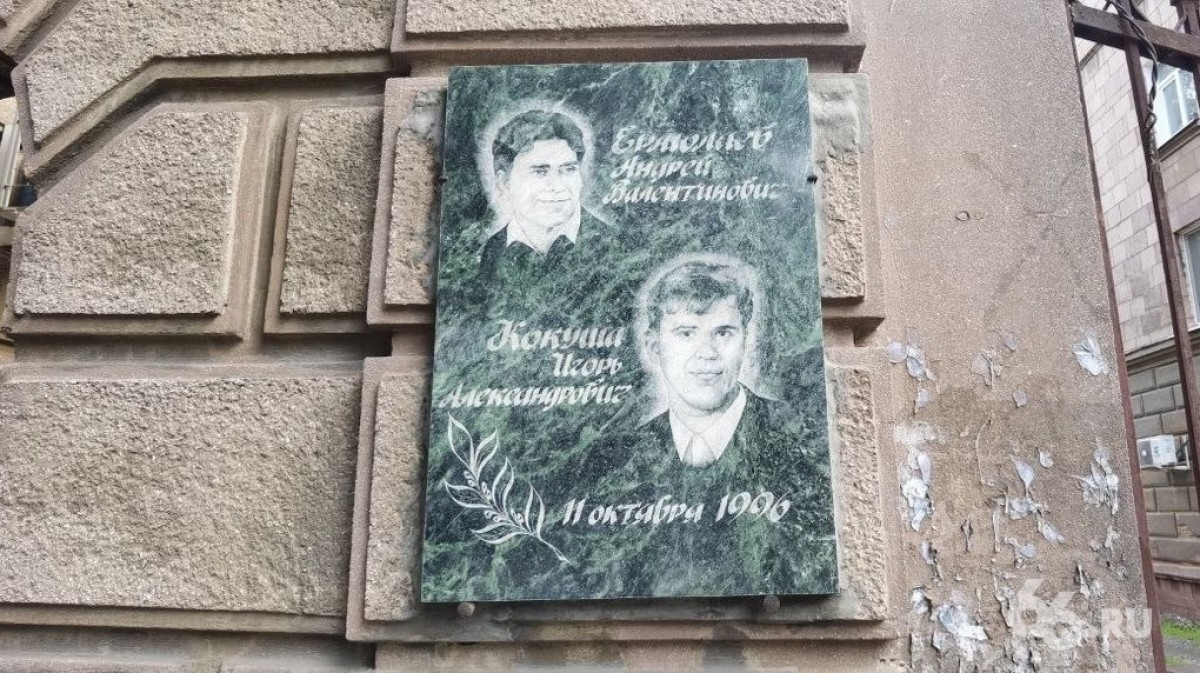 Ермолаев
Андрей
Валентинович
Кокуша
Игорь
Александрович
11 октября 1996
66.RU